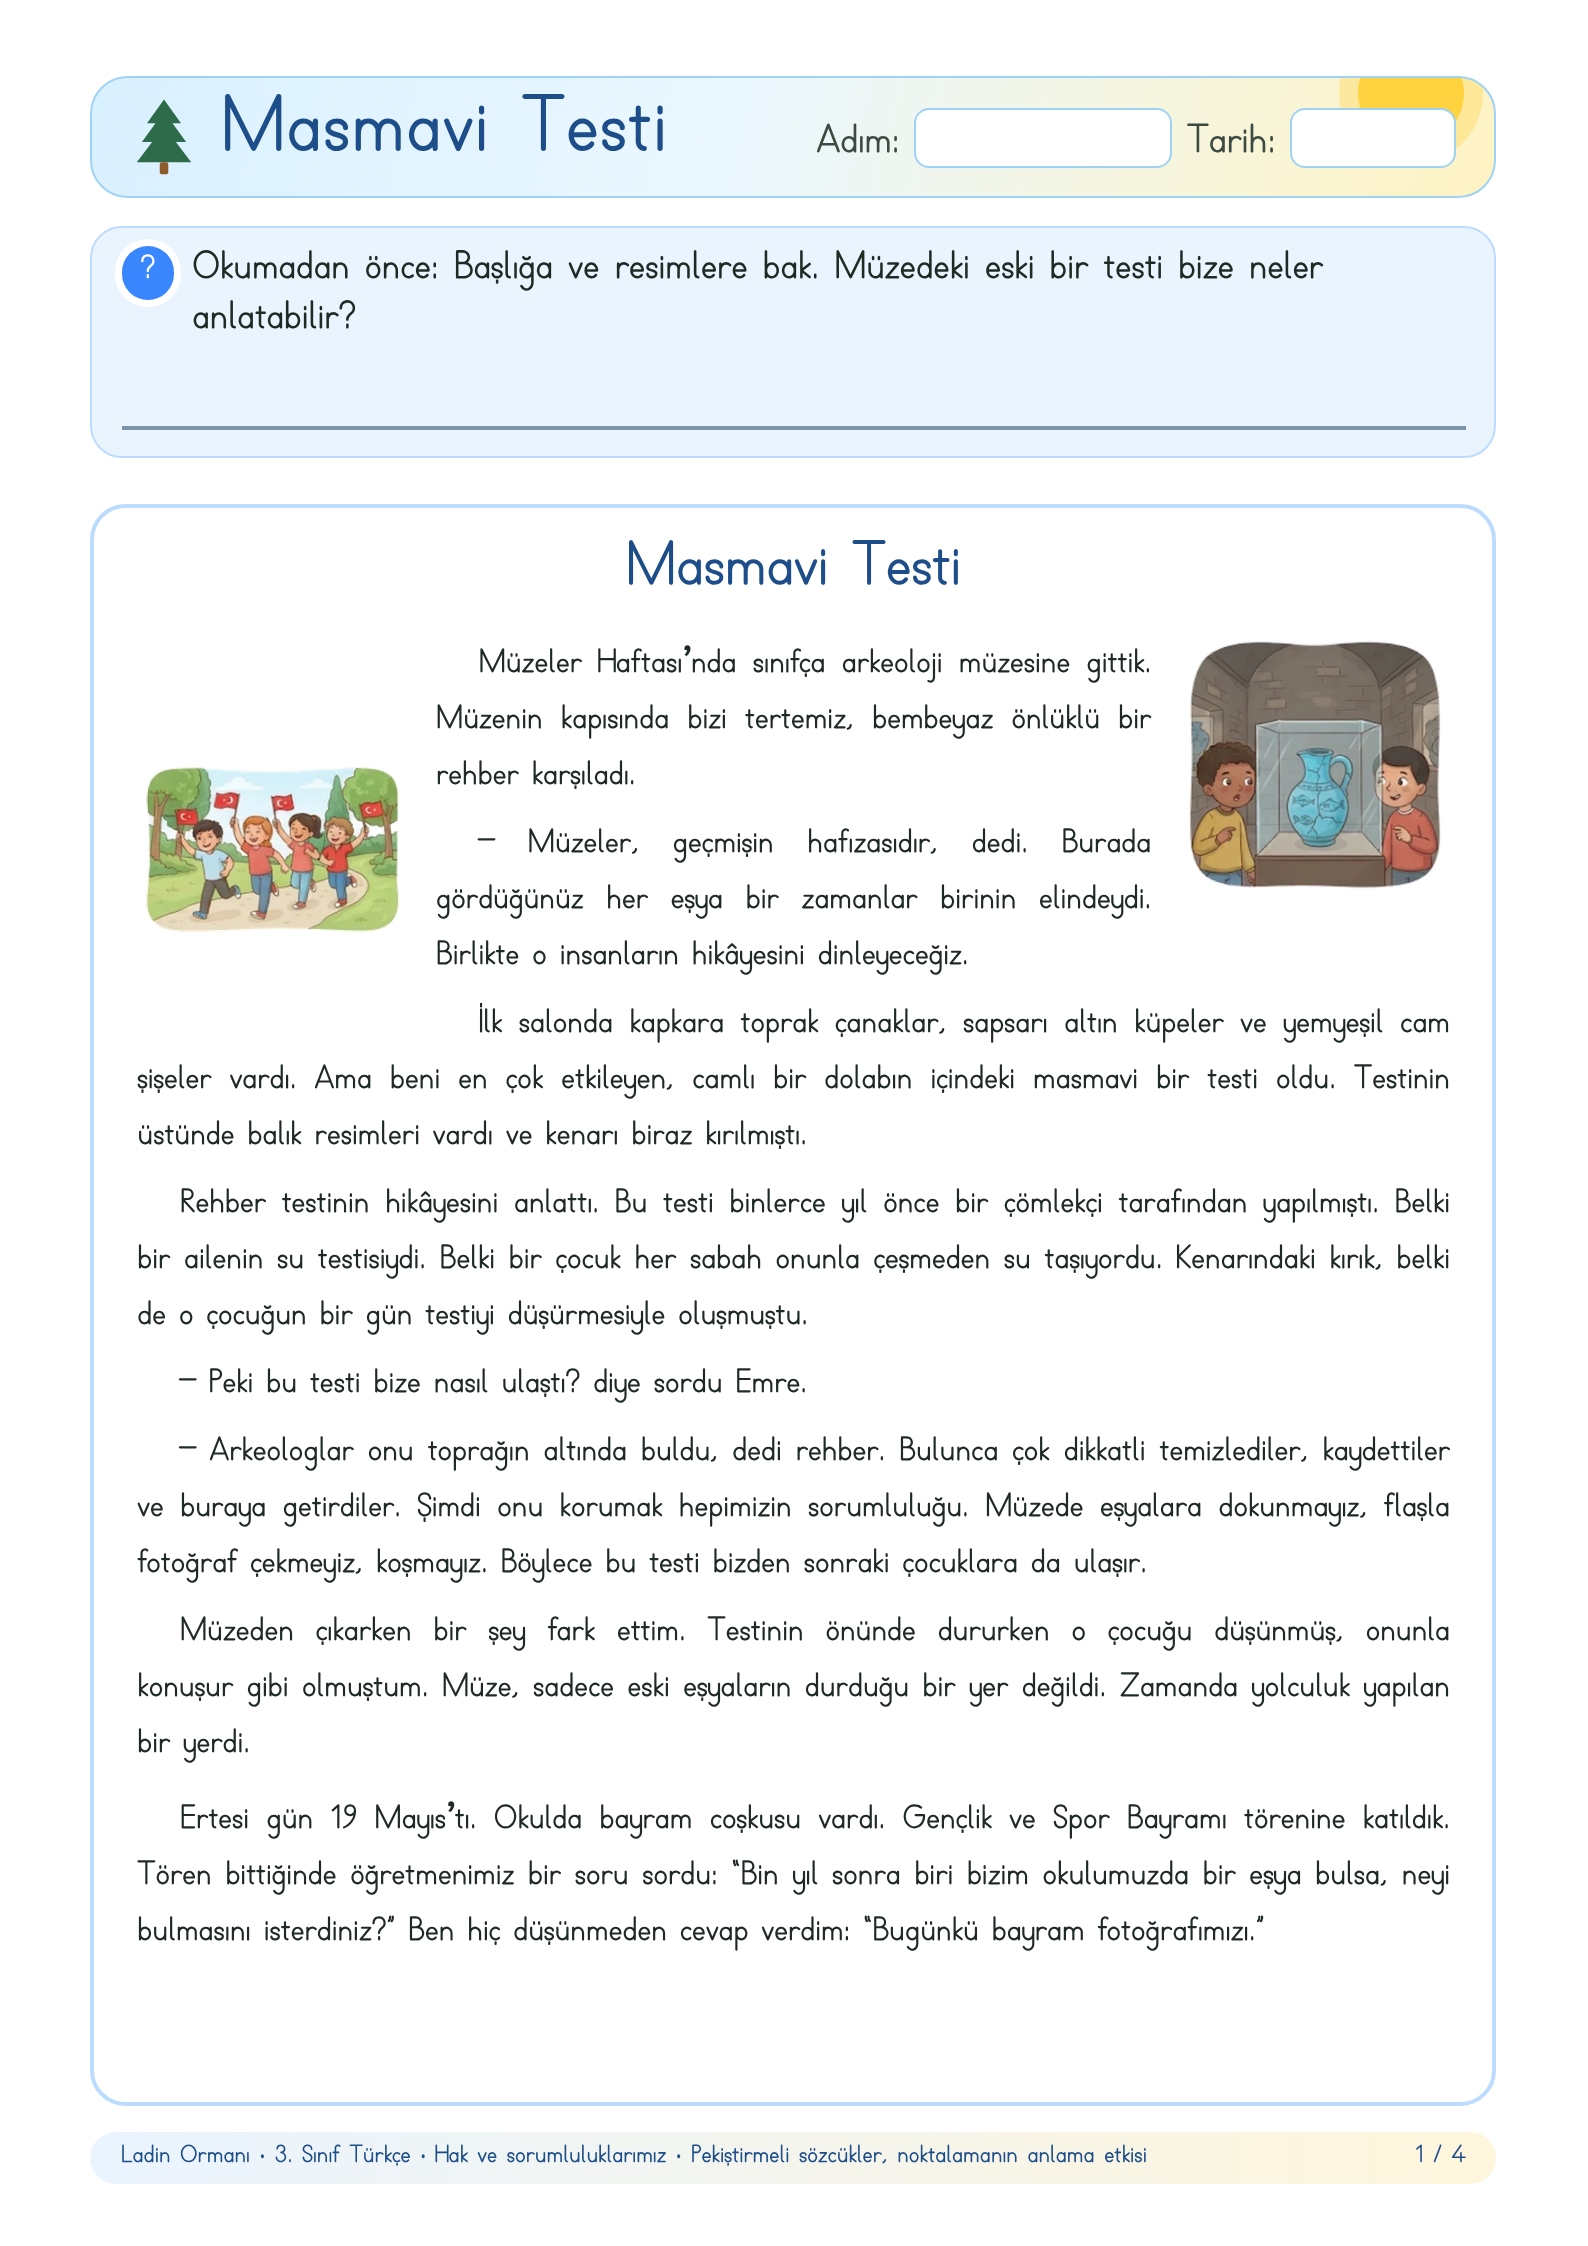 Masmavi Testi
Adım:
Tarih:
?
Okumadan önce: Başlığa ve resimlere bak. Müzedeki eski bir testi bize neler
anlatabilir?
Masmavi Testi
Müzeler Haftası’nda sınıfça arkeoloji müzesine gittik.
Müzenin kapısında bizi tertemiz, bembeyaz önlüklü bir
rehber karşıladı.
– Müzeler, geçmişin hafızasıdır, dedi. Burada
gördüğünüz her eşya bir zamanlar birinin elindeydi.
Birlikte o insanların hikâyesini dinleyeceğiz.
İlk salonda kapkara toprak çanaklar, sapsarı altın küpeler ve yemyeşil cam
şişeler vardı. Ama beni en çok etkileyen, camlı bir dolabın içindeki masmavi bir testi oldu. Testinin
üstünde balık resimleri vardı ve kenarı biraz kırılmıştı.
Rehber testinin hikâyesini anlattı. Bu testi binlerce yıl önce bir çömlekçi tarafından yapılmıştı. Belki
bir ailenin su testisiydi. Belki bir çocuk her sabah onunla çeşmeden su taşıyordu. Kenarındaki kırık, belki
de o çocuğun bir gün testiyi düşürmesiyle oluşmuştu.
– Peki bu testi bize nasıl ulaştı? diye sordu Emre.
– Arkeologlar onu toprağın altında buldu, dedi rehber. Bulunca çok dikkatli temizlediler, kaydettiler
ve buraya getirdiler. Şimdi onu korumak hepimizin sorumluluğu. Müzede eşyalara dokunmayız, flaşla
fotoğraf çekmeyiz, koşmayız. Böylece bu testi bizden sonraki çocuklara da ulaşır.
Müzeden çıkarken bir şey fark ettim. Testinin önünde dururken o çocuğu düşünmüş, onunla
konuşur gibi olmuştum. Müze, sadece eski eşyaların durduğu bir yer değildi. Zamanda yolculuk yapılan
bir yerdi.
Ertesi gün 19 Mayıs’tı. Okulda bayram coşkusu vardı. Gençlik ve Spor Bayramı törenine katıldık.
Tören bittiğinde öğretmenimiz bir soru sordu: “Bin yıl sonra biri bizim okulumuzda bir eşya bulsa, neyi
bulmasını isterdiniz?” Ben hiç düşünmeden cevap verdim: “Bugünkü bayram fotoğrafımızı.”
Ladin Ormanı • 3. Sınıf Türkçe • Hak ve sorumluluklarımız • Pekiştirmeli sözcükler, noktalamanın anlama etkisi
1 / 4